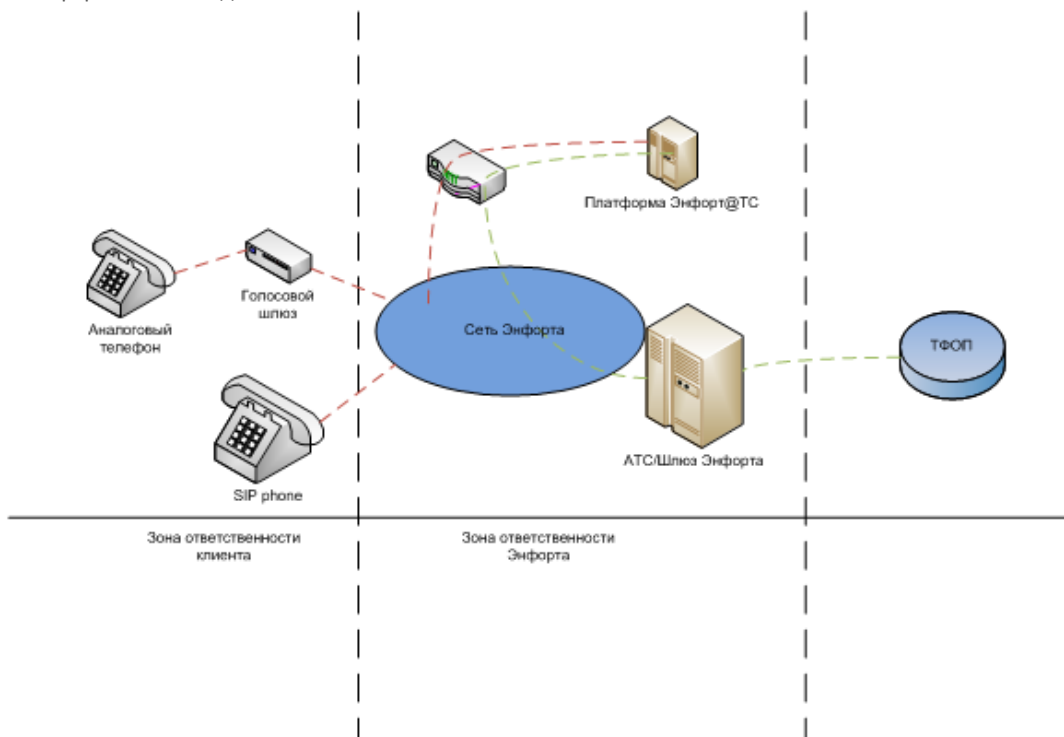 Платформа Энфорт@ТС
Голосовой
шлюз
Аналоговый
телефон
Сеть Энфорта
ТФОП
АТС/Шлюз Энфорта
SIP phone
Зона ответственности
клиента
Зона ответственности
Энфорта